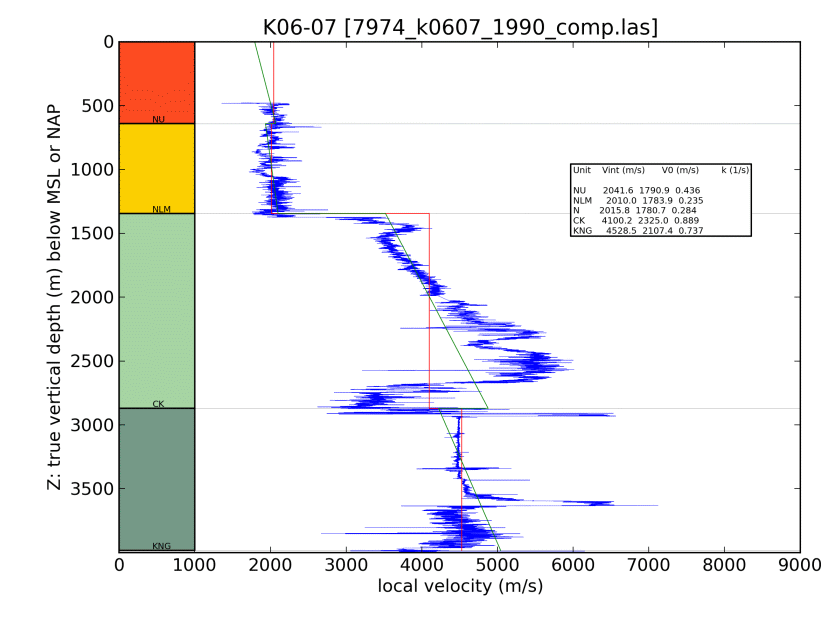 K06-07 [7974_k0607_1990_comp.las]
0
500
1000
1500
2000
2500
3000
3500
Z: true vertical depth (m) below MSL or NAP
NU
NLM
CK
KNG
Unit Vint (m/s) V0 (m/s) k (1/s)
NU 2041.6 1790.9 0.436
NLM 2010.0 1783.9 0.235
N 2015.8 1780.7 0.284
CK 4100.2 2325.0 0.889
KNG 4528.5 2107.4 0.737
0 1000 2000 3000 4000 5000 6000 7000 8000 9000
local velocity (m/s)